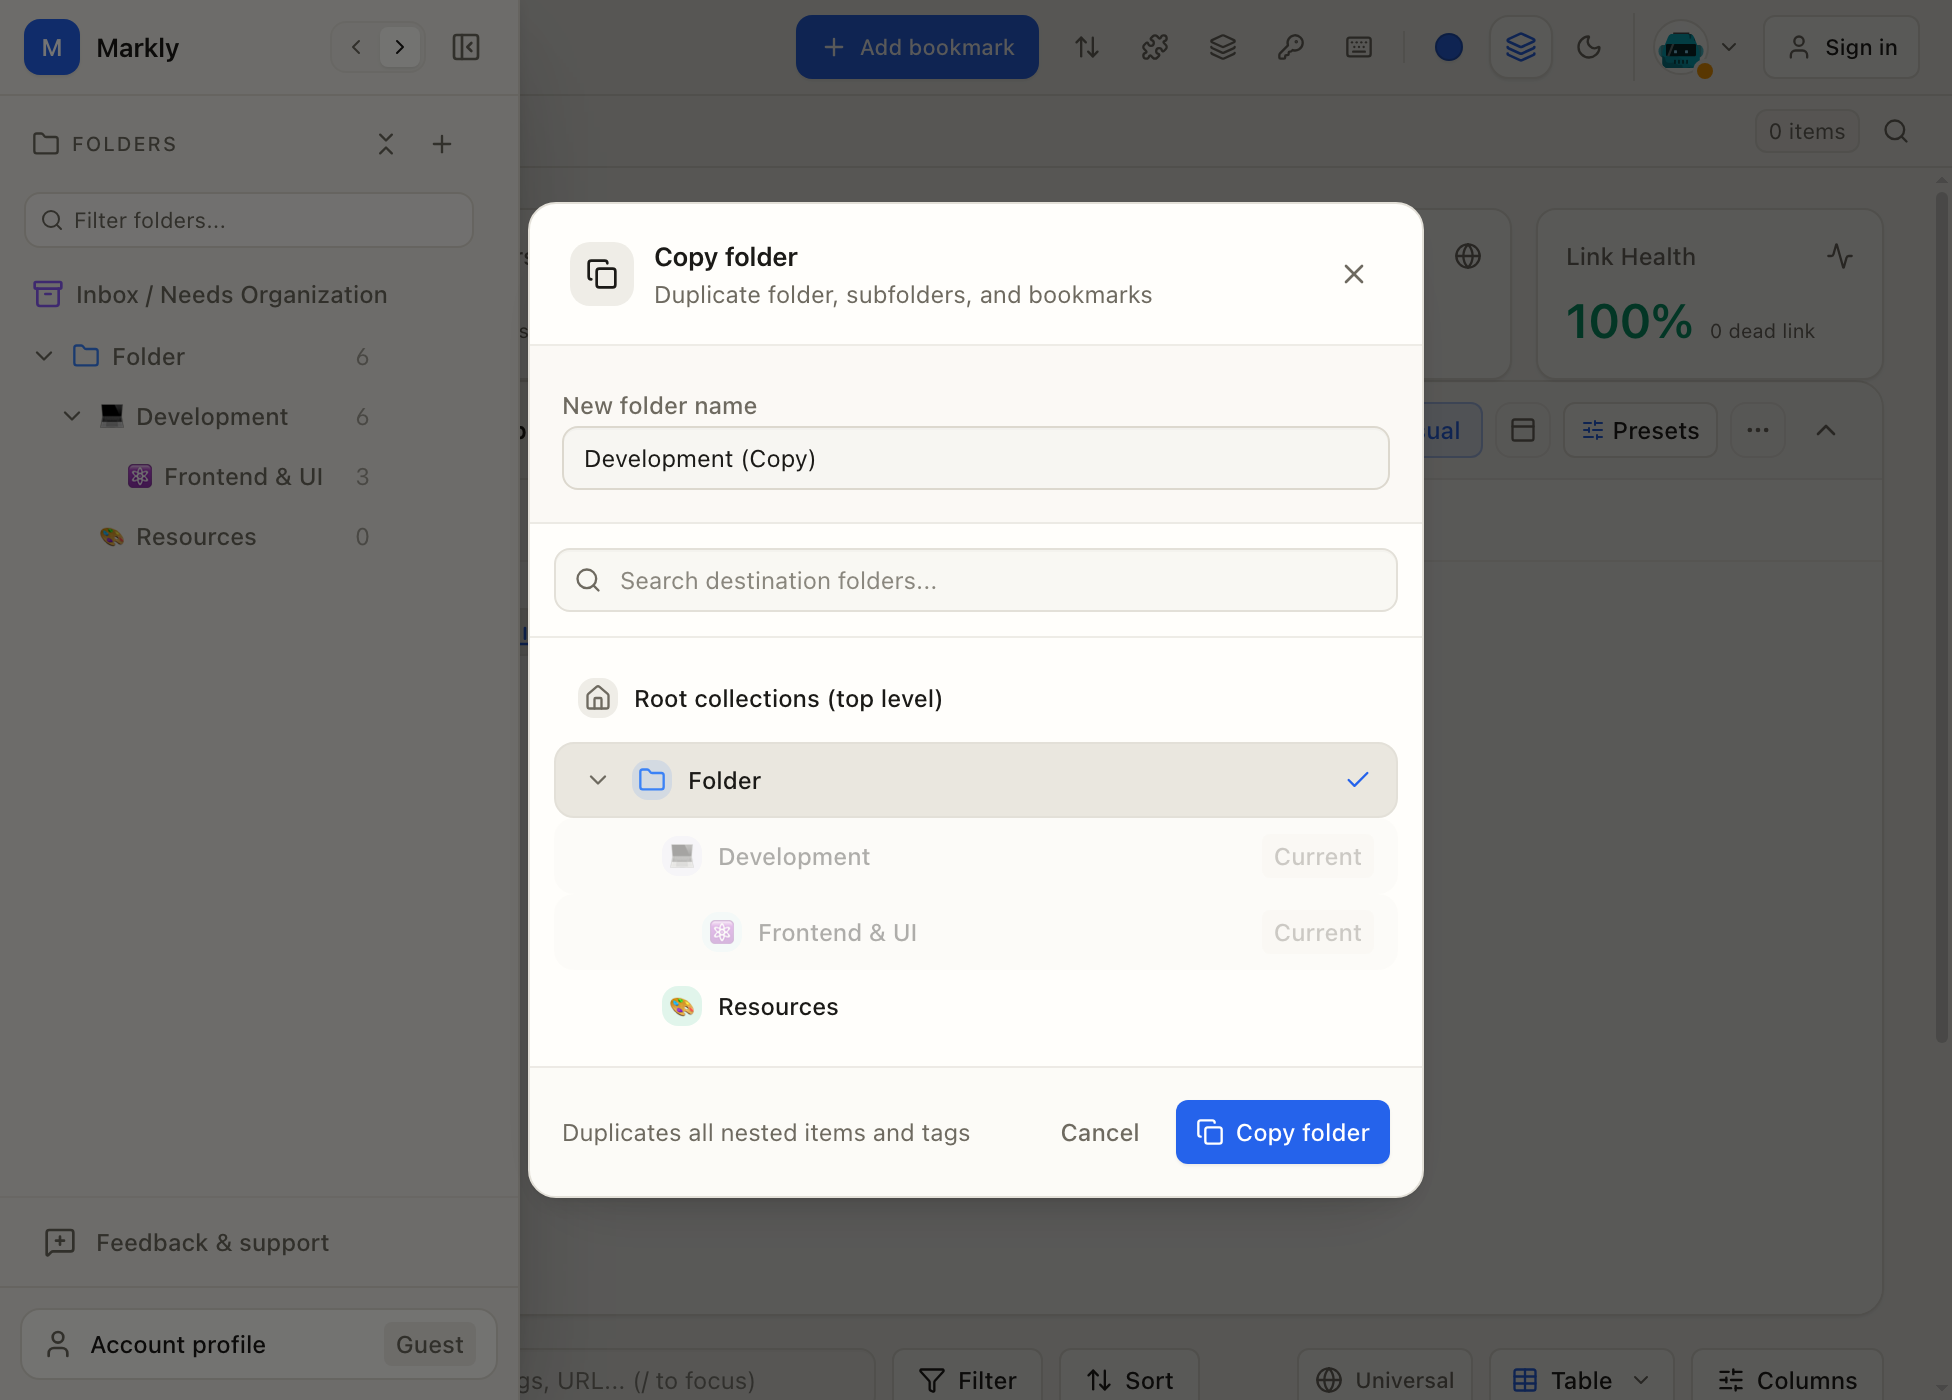 M Markly
Add bookmark
Sign in
FOLDERS
0 items
Filter folders...
Inbox / Needs Organization
Folder 6
Development 6
Frontend & UI 3
Resources 0
Feedback & support
Account profile Guest
Link Health
100% 0 dead link
Presets
Copy folder
Duplicate folder, subfolders, and bookmarks
New folder name
Development (Copy)
Search destination folders...
Root collections (top level)
Folder
Development Current
Frontend & UI Current
Resources
Duplicates all nested items and tags
Cancel
Copy folder
URL... (/ to focus)
Filter
Sort
Universal
Table
Columns